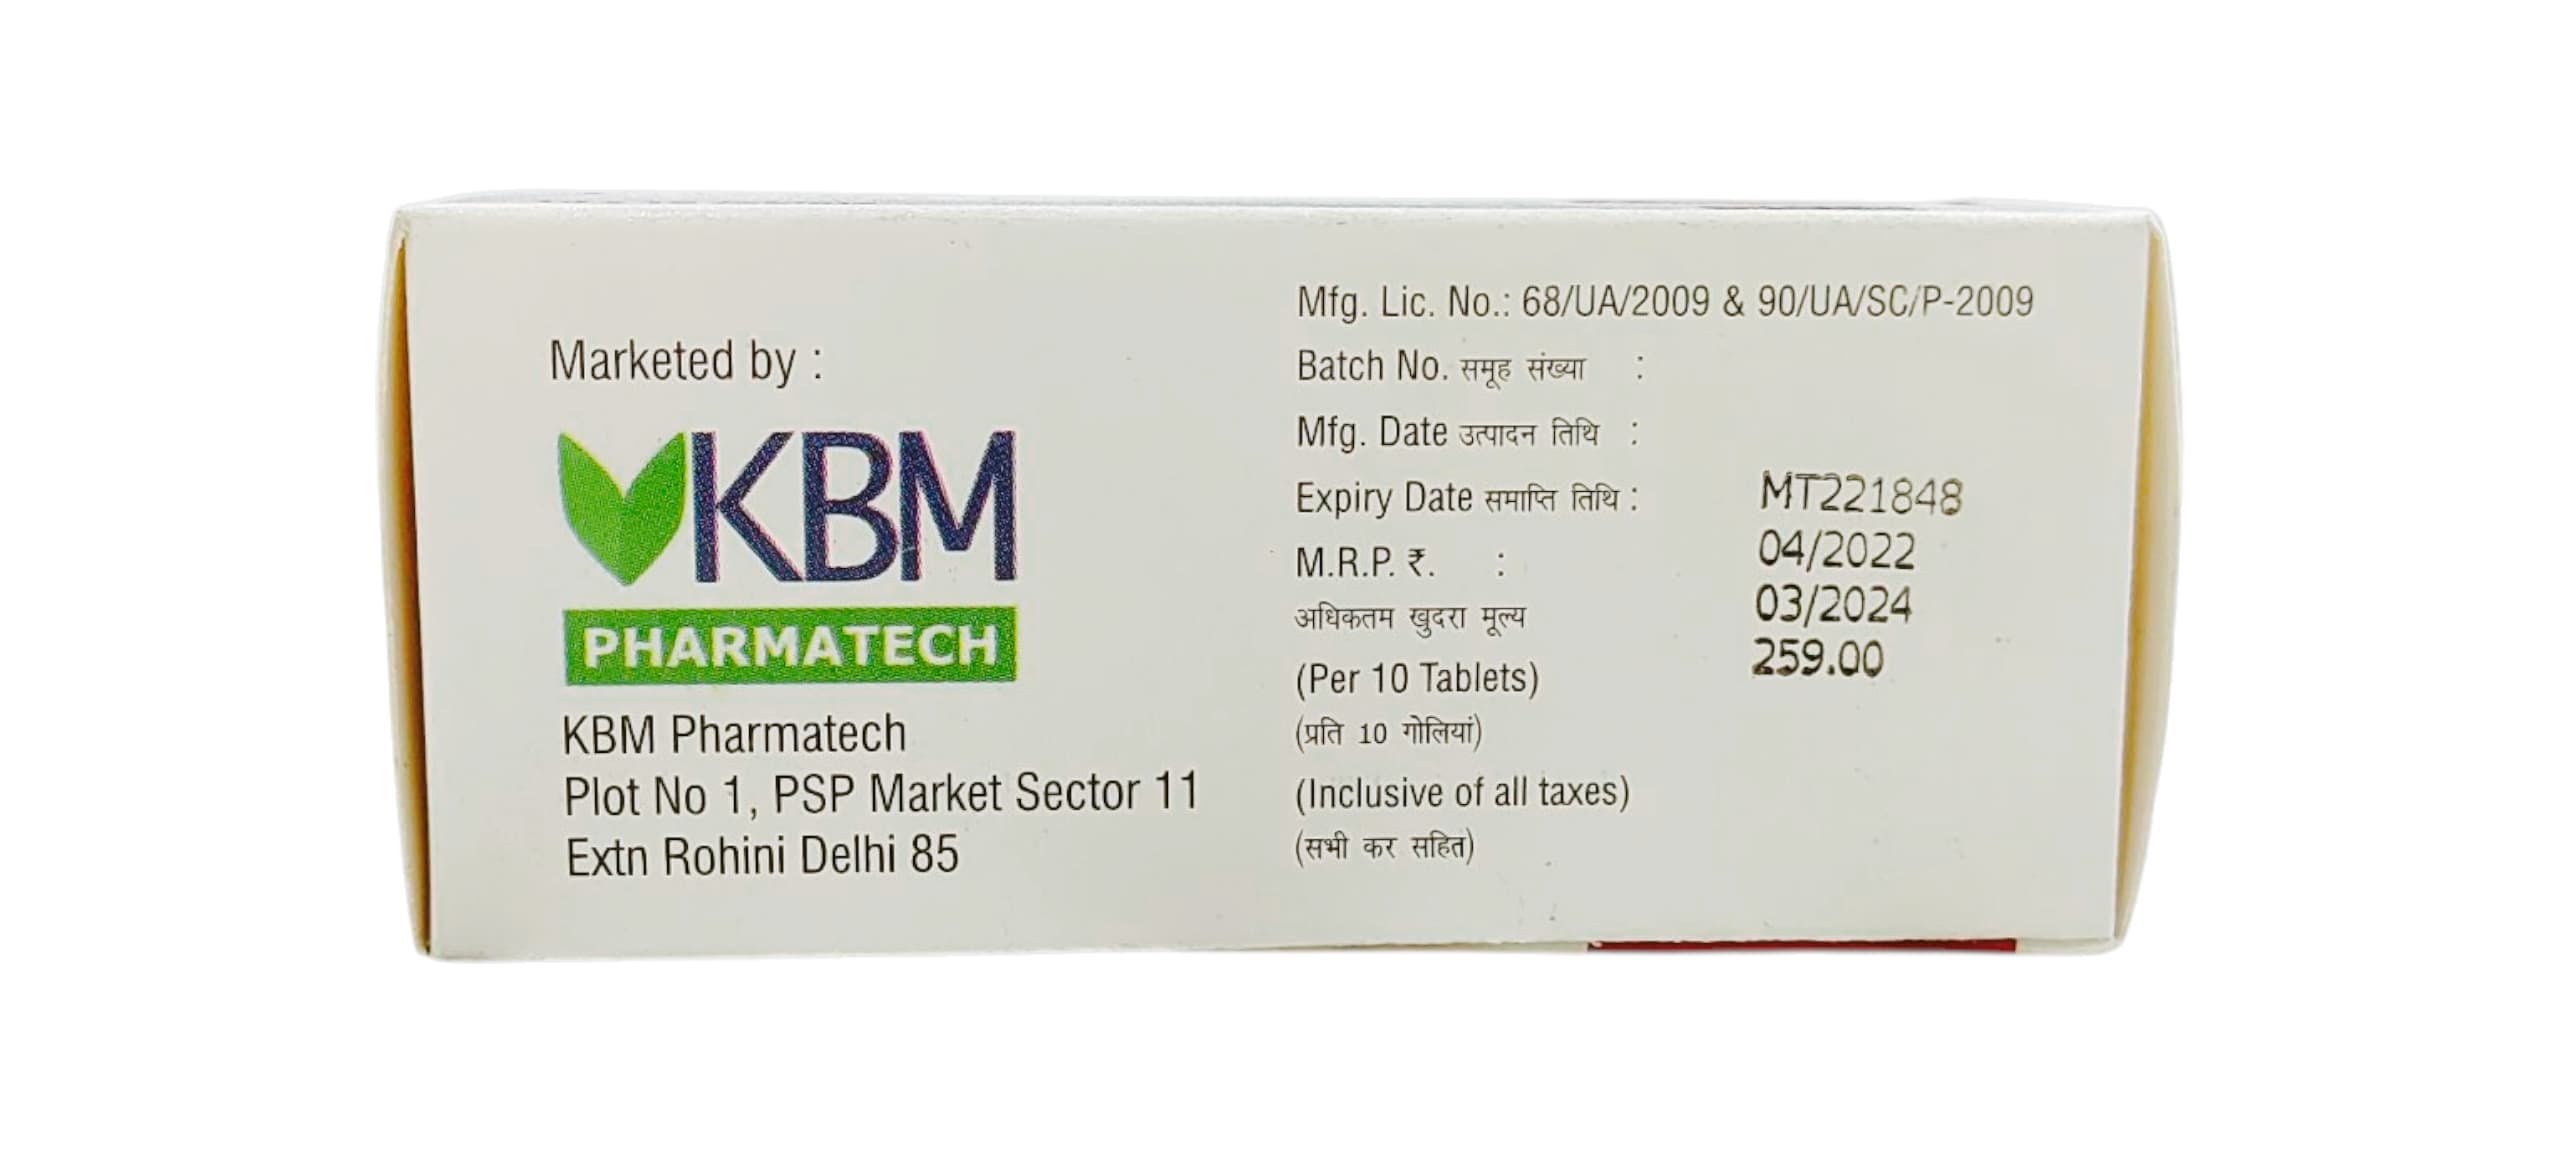 Marketed by :
KBM
PHARMATECH
KBM Pharmatech
Plot No 1, PSP Market Sector 11
Extn Rohini Delhi 85
Mfg. Lic. No.: 68/UA/2009 & 90/UA/SC/P-2009
Batch No. समूह संख्या :
Mfg. Date उत्पादन तिथि :
Expiry Date समाप्ति तिथि :
M.R.P. ₹. :
अधिकतम खुदरा मूल्य
(Per 10 Tablets)
(प्रति 10 गोलियां)
(Inclusive of all taxes)
(सभी कर सहित)
MT221848
04/2022
03/2024
259.00